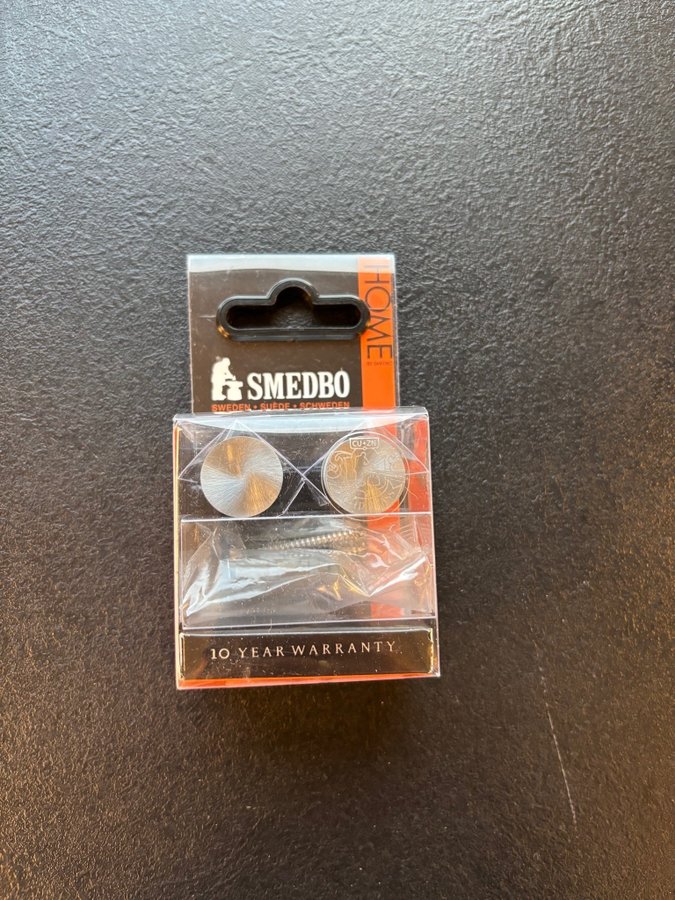 HOME
SMEDBO
SWEDEN • SUÈDE • SCHWEDEN
CU•ZN
10 YEAR WARRANTY